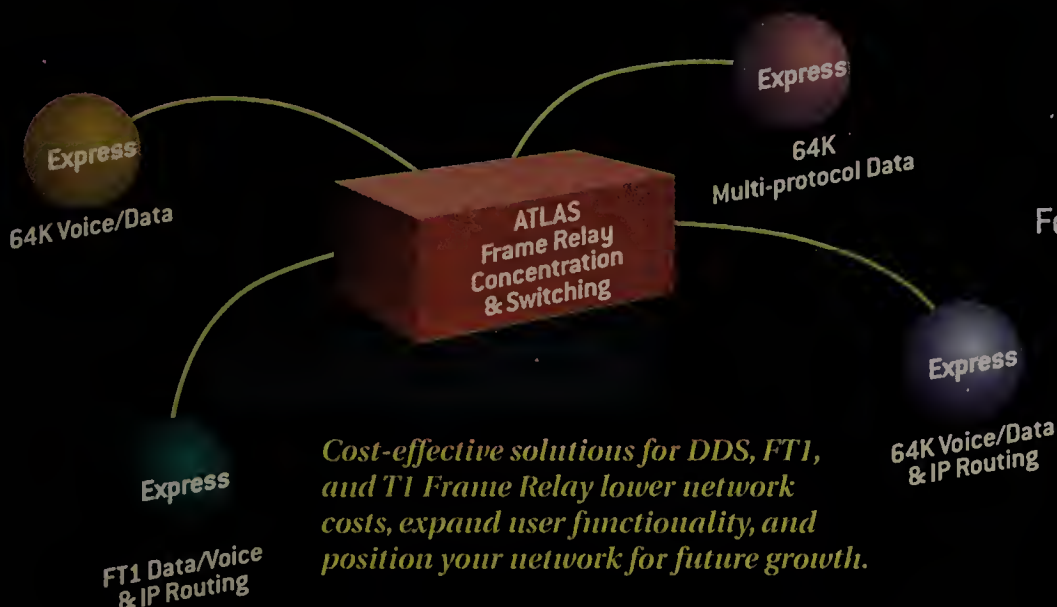 Express
64K Voice/Data
Express
64K
Multi-protocol Data
ATLAS
Frame Relay
Concentration
& Switching
Express
64K Voice/Data
& IP Routing
Express
FT1 Data/Voice
& IP Routing
Cost-effective solutions for DDS, FT1,
and T1 Frame Relay lower network
costs, expand user functionality, and
position your network for future growth.